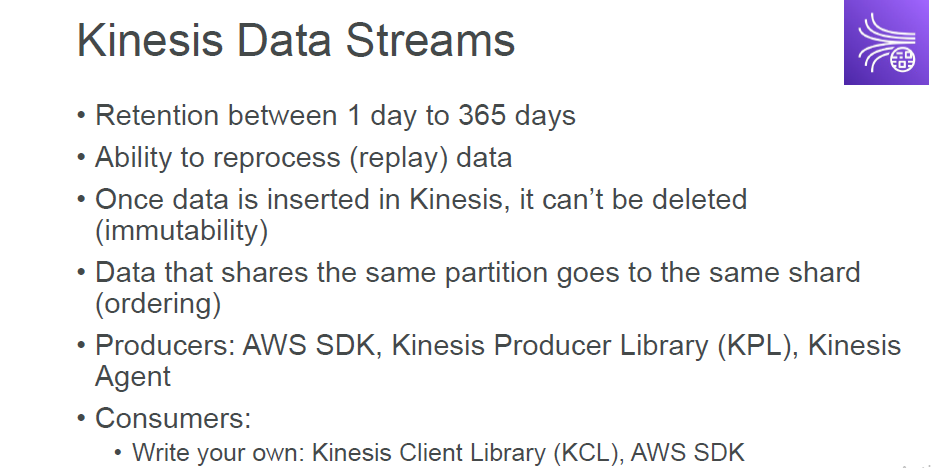 Kinesis Data Streams
• Retention between 1 day to 365 days
• Ability to reprocess (replay) data
• Once data is inserted in Kinesis, it can’t be deleted
(immutability)
• Data that shares the same partition goes to the same shard
(ordering)
• Producers: AWS SDK, Kinesis Producer Library (KPL), Kinesis
Agent
• Consumers:
• Write your own: Kinesis Client Library (KCL), AWS SDK